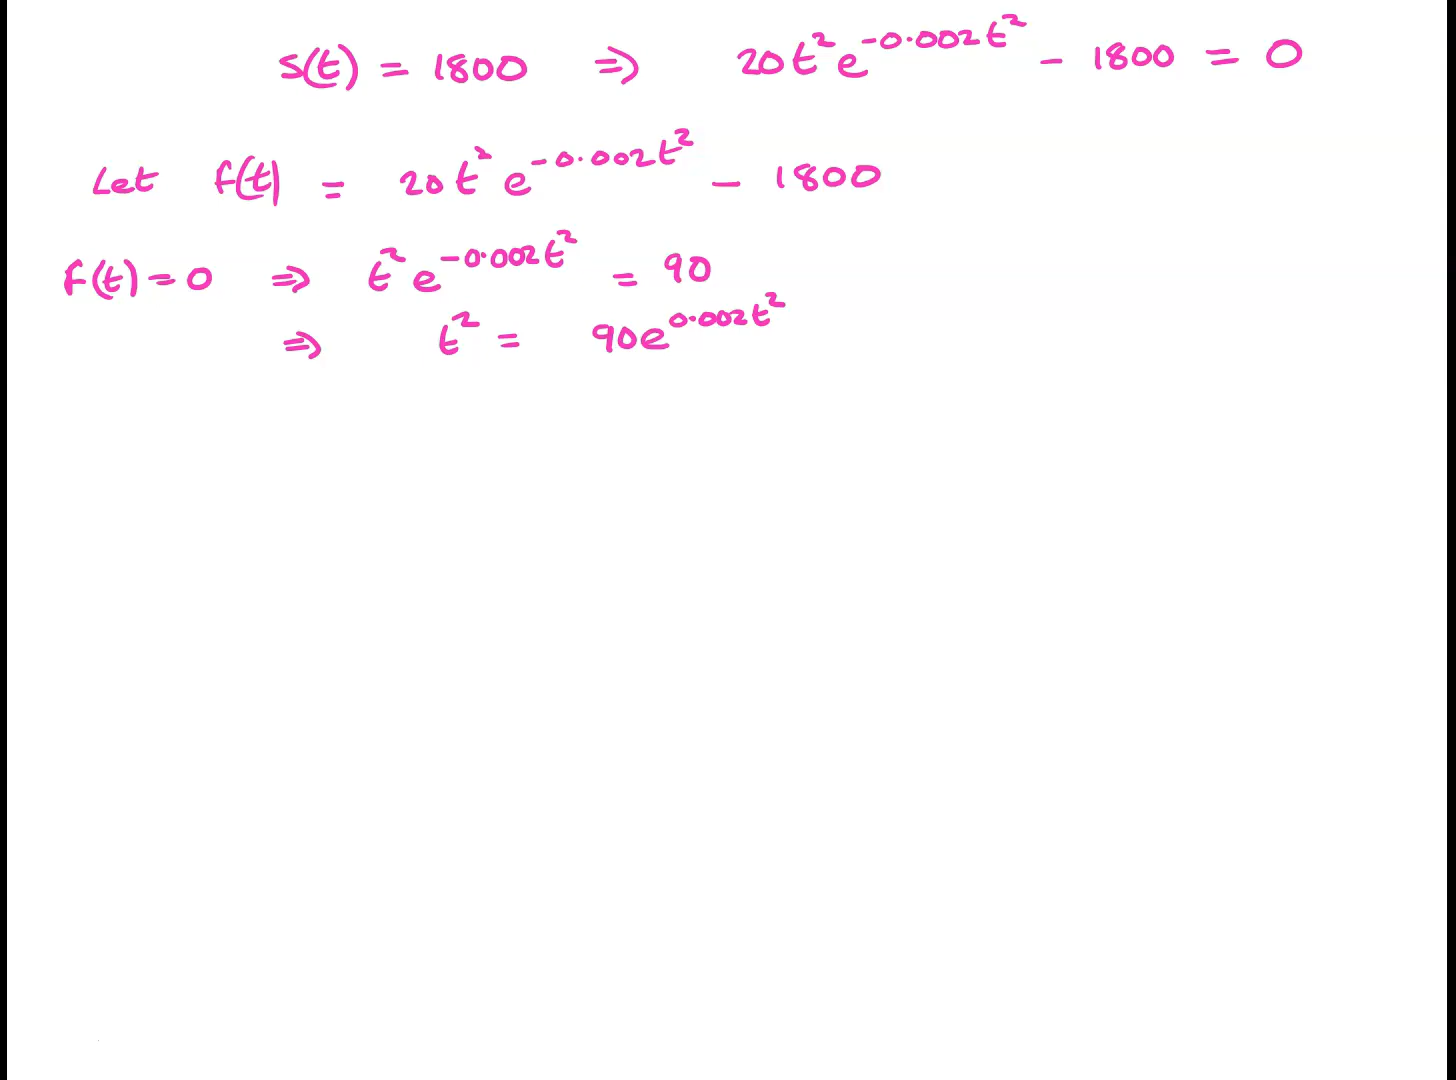 S(t) = 1800 ⇒ 20t²e^{-0·002t²} - 1800 = 0
Let f(t) = 20t²e^{-0·002t²} - 1800
f(t) = 0 ⇒ t²e^{-0·002t²} = 90
⇒ t² = 90e^{0·002t²}